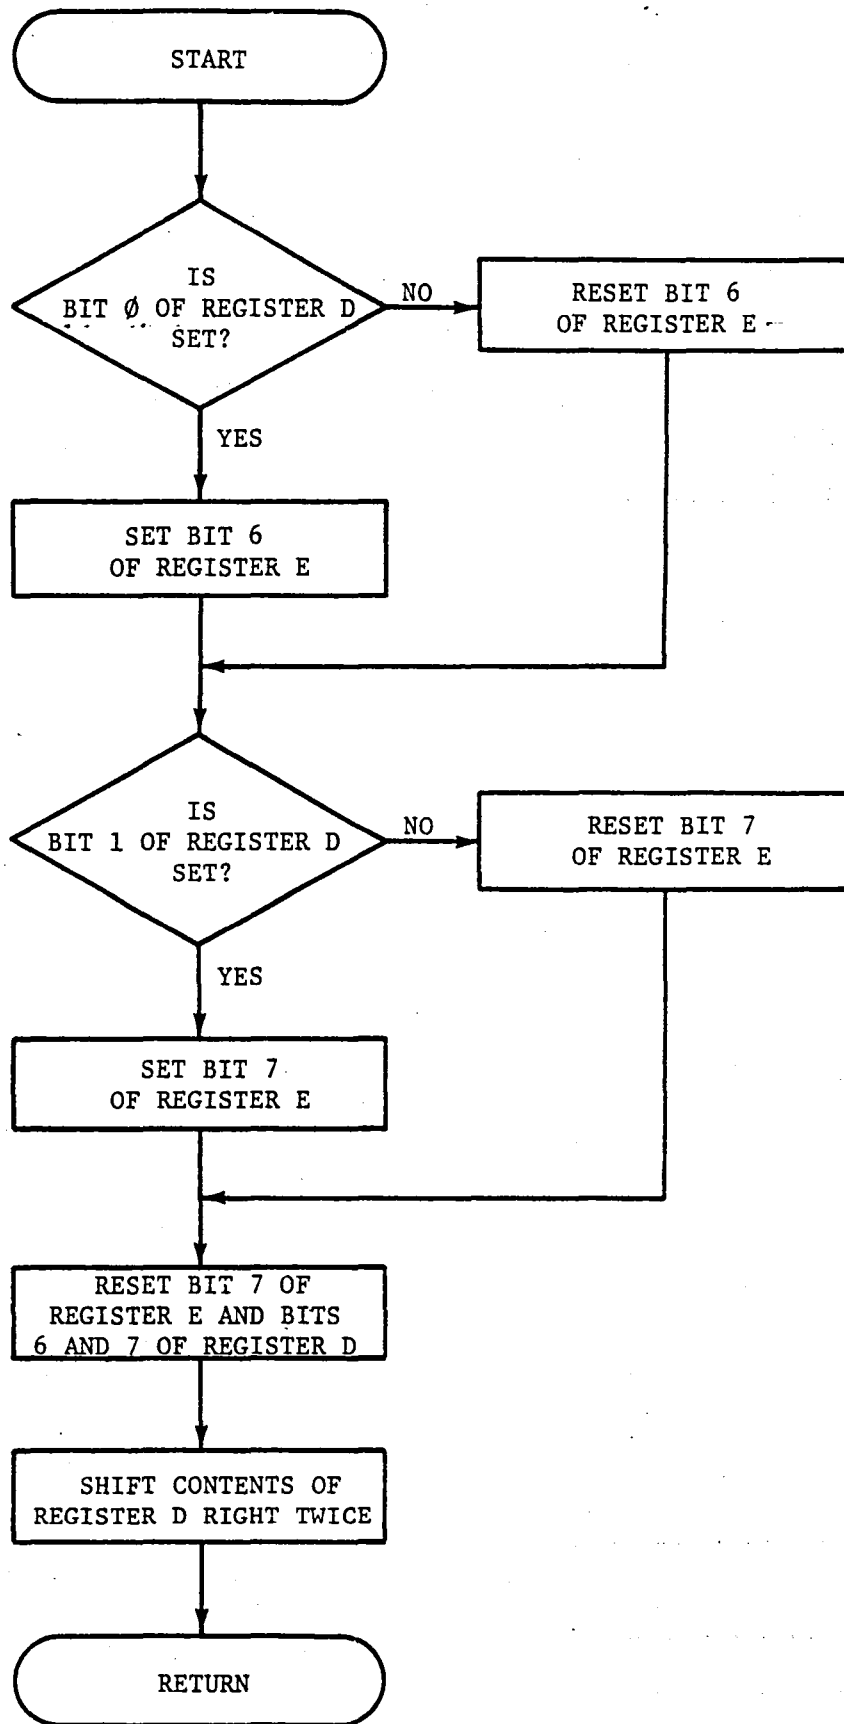 START
IS
BIT Ø OF REGISTER D
SET?
NO
RESET BIT 6
OF REGISTER E
YES
SET BIT 6
OF REGISTER E
IS
BIT 1 OF REGISTER D
SET?
NO
RESET BIT 7
OF REGISTER E
YES
SET BIT 7
OF REGISTER E
RESET BIT 7 OF
REGISTER E AND BITS
6 AND 7 OF REGISTER D
SHIFT CONTENTS OF
REGISTER D RIGHT TWICE
RETURN